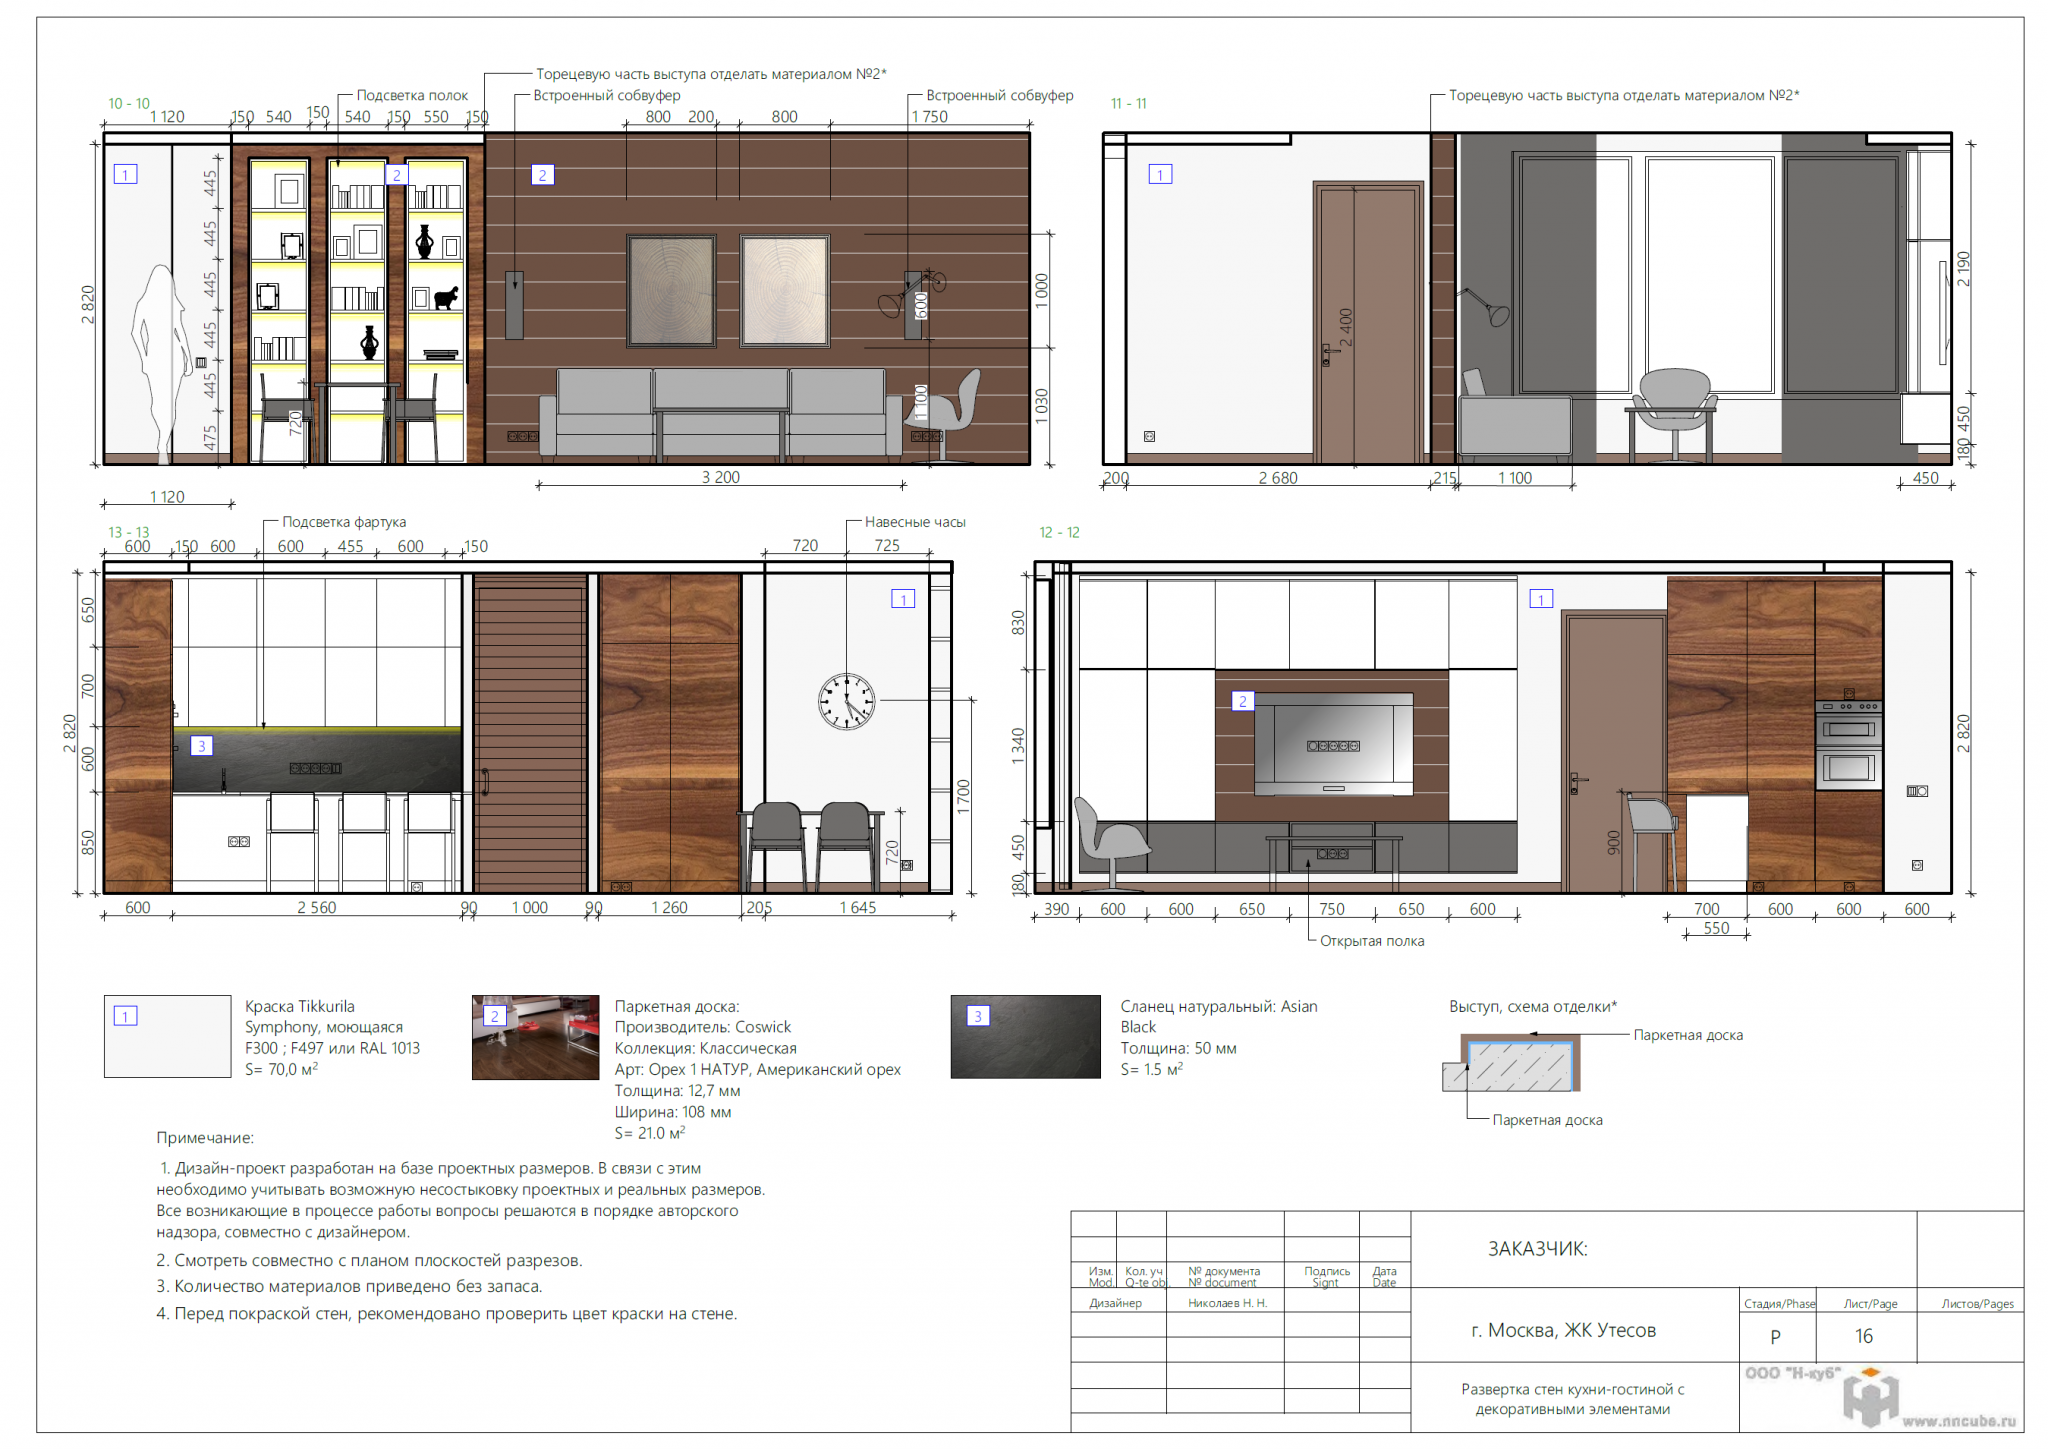 Торецевую часть выступа отделать материалом №2*
Подсветка полок
Встроенный собвуфер
Встроенный собвуфер
10 - 10
1 120
150
540
150
540
150
550
150
800
200
800
1 750
1
2
2
445
445
445
445
445
475
2 820
720
600
1 100
1 000
1 030
3 200
1 120
11 - 11
Торецевую часть выступа отделать материалом №2*
1
2 400
2 190
450
180
200
2 680
215
1 100
450
13 - 13
Подсветка фартука
Навесные часы
600
150
600
600
455
600
150
720
725
1
3
650
700
600
850
2 820
1 700
720
600
2 560
90
1 000
90
1 260
205
1 645
12 - 12
1
2
830
1 340
450
180
2 820
900
390
600
600
650
750
650
600
700
600
600
600
550
Открытая полка
1
Краска Tikkurila
Symphony, моющаяся
F300 ; F497 или RAL 1013
S= 70,0 м²
2
Паркетная доска:
Производитель: Coswick
Коллекция: Классическая
Арт: Орех 1 НАТУР, Американский орех
Толщина: 12,7 мм
Ширина: 108 мм
S= 21.0 м²
3
Сланец натуральный: Asian
Black
Толщина: 50 мм
S= 1.5 м²
Выступ, схема отделки*
Паркетная доска
Паркетная доска
Примечание:
1. Дизайн-проект разработан на базе проектных размеров. В связи с этим
необходимо учитывать возможную несостыковку проектных и реальных размеров.
Все возникающие в процессе работы вопросы решаются в порядке авторского
надзора, совместно с дизайнером.
2. Смотреть совместно с планом плоскостей разрезов.
3. Количество материалов приведено без запаса.
4. Перед покраской стен, рекомендовано проверить цвет краски на стене.
ЗАКАЗЧИК:
Изм. Кол. уч № документа Подпись Дата
Mod. Q-te obj. № document Signt Date
Дизайнер Николаев Н. Н.
Стадия/Phase Лист/Page Листов/Pages
г. Москва, ЖК Утесов
Р 16
Развертка стен кухни-гостиной с
декоративными элементами
ООО "Н-куб"
www.nncube.ru